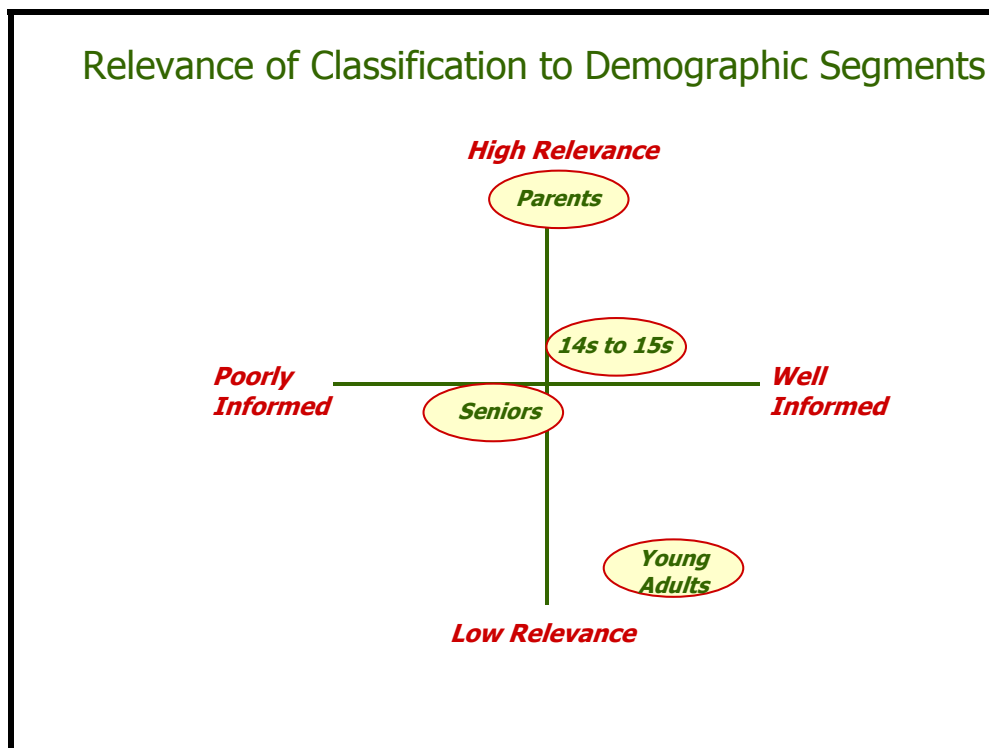 Relevance of Classification to Demographic Segments
High Relevance
Parents
14s to 15s
Poorly
Informed
Well
Informed
Seniors
Young
Adults
Low Relevance